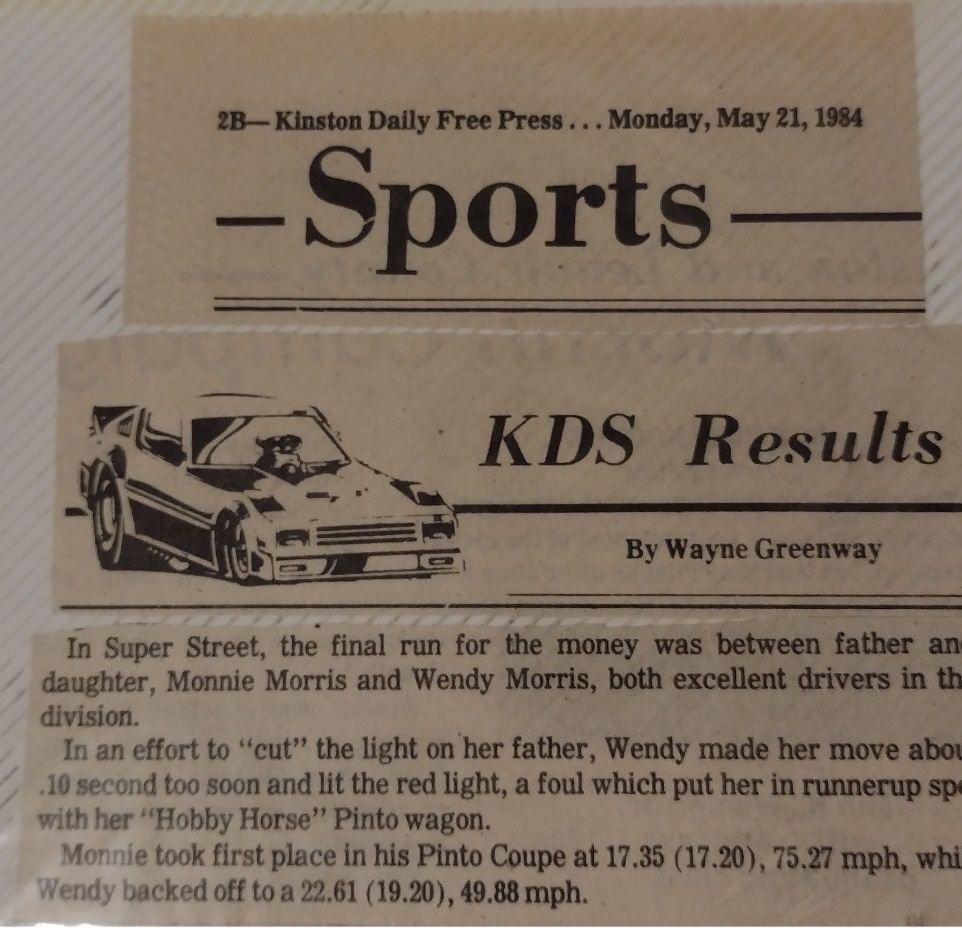 2B— Kinston Daily Free Press . . . Monday, May 21, 1984
— Sports —
KDS Results
By Wayne Greenway
In Super Street, the final run for the money was between father an
daughter, Monnie Morris and Wendy Morris, both excellent drivers in th
division.
In an effort to “cut” the light on her father, Wendy made her move abou
.10 second too soon and lit the red light, a foul which put her in runnerup spo
with her “Hobby Horse” Pinto wagon.
Monnie took first place in his Pinto Coupe at 17.35 (17.20), 75.27 mph, whi
Wendy backed off to a 22.61 (19.20), 49.88 mph.